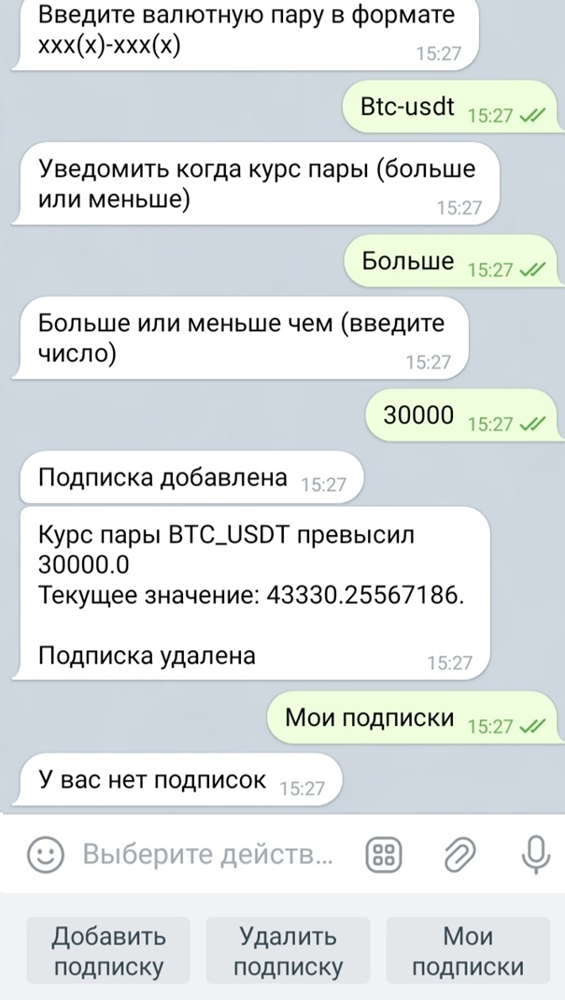 Введите валютную пару в формате
xxx(x)-xxx(x)
15:27
Btc-usdt
15:27
Уведомить когда курс пары (больше
или меньше)
15:27
Больше
15:27
Больше или меньше чем (введите
число)
15:27
30000
15:27
Подписка добавлена
15:27
Курс пары BTC_USDT превысил
30000.0
Текущее значение: 43330.25567186.
Подписка удалена
15:27
Мои подписки
15:27
У вас нет подписок
15:27
Выберите действ...
Добавить
подписку
Удалить
подписку
Мои
подписки